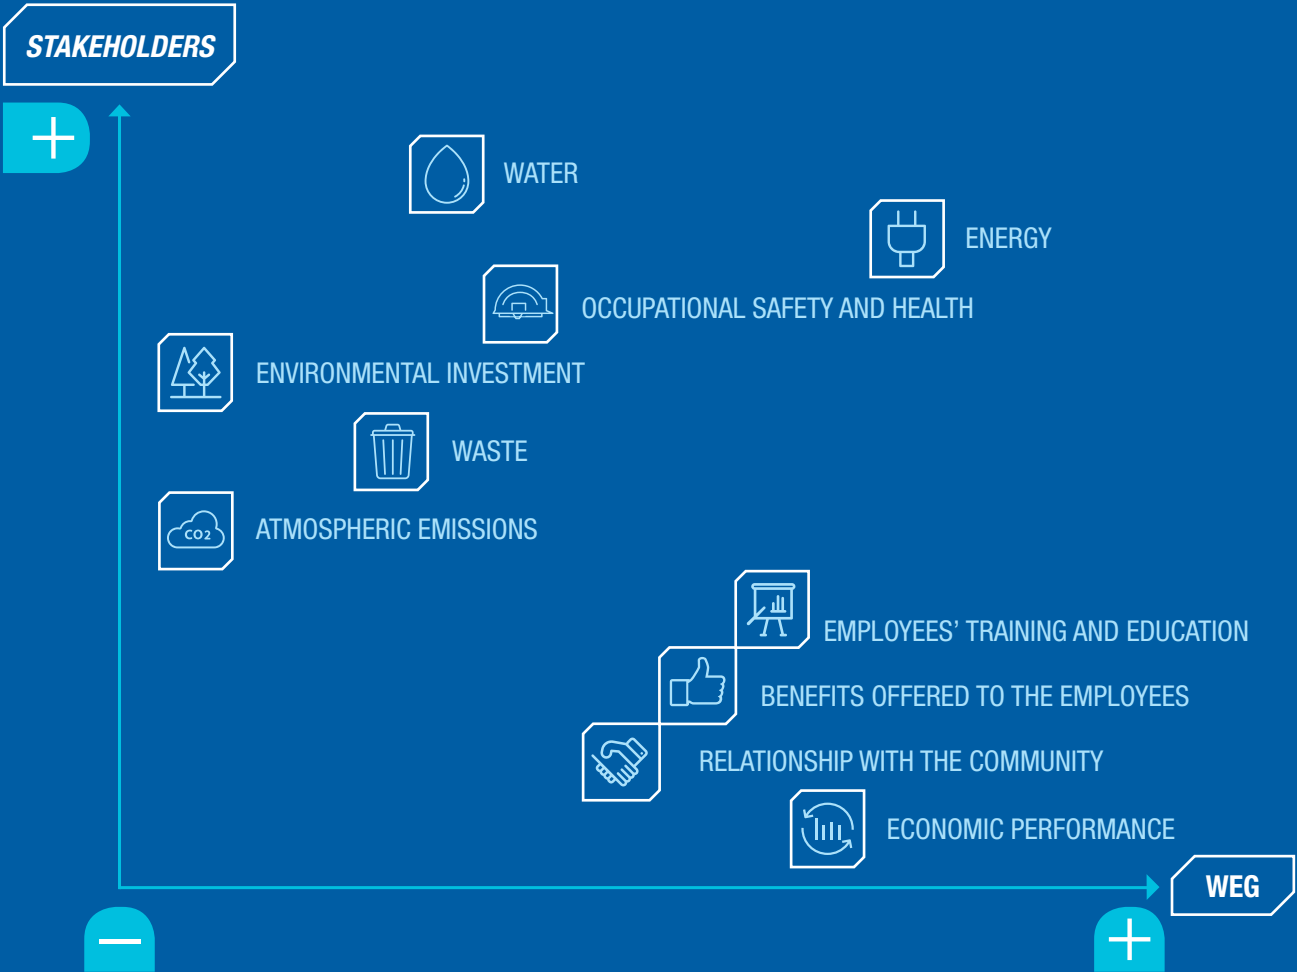 STAKEHOLDERS
+
WATER
ENERGY
OCCUPATIONAL SAFETY AND HEALTH
ENVIRONMENTAL INVESTMENT
WASTE
CO2
ATMOSPHERIC EMISSIONS
EMPLOYEES’ TRAINING AND EDUCATION
BENEFITS OFFERED TO THE EMPLOYEES
RELATIONSHIP WITH THE COMMUNITY
ECONOMIC PERFORMANCE
WEG
− +